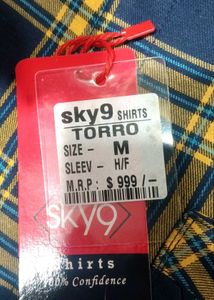 sky9 SHIRTS
TORRO
SIZE - M
SLEEV - H/F
M.R.P : $ 999 /-
SKY9
shirts
100% Confidence